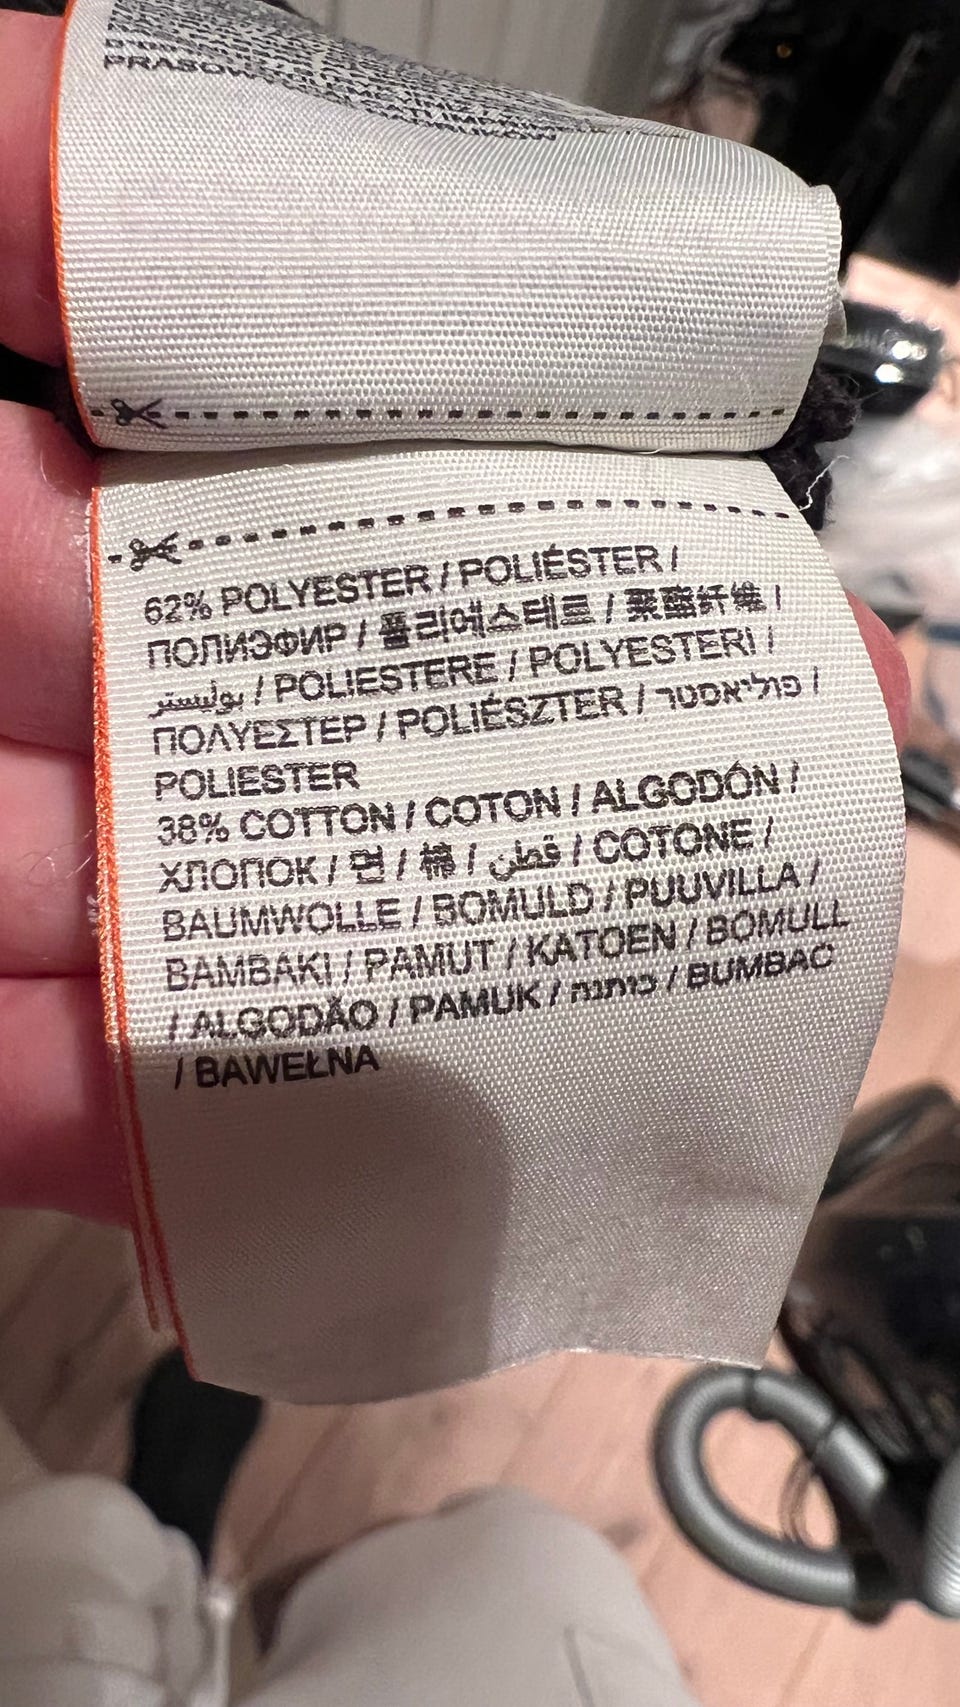 PRASOW
62% POLYESTER / POLIÉSTER /
ПОЛИЭФИР / 폴리에스테르 / 聚酯纤维 /
بوليستر / POLIESTERE / POLYESTERI /
ΠΟΛΥΕΣΤΕΡ / POLIÉSZTER / פוליאסטר /
POLIESTER
38% COTTON / COTON / ALGODÓN /
ХЛОПОК / 면 / 棉 / قطن / COTONE /
BAUMWOLLE / BOMULD / PUUVILLA /
BAMBAKI / PAMUT / KATOEN / BOMULL
/ ALGODÃO / PAMUK / כותנה / BUMBAC
/ BAWEŁNA